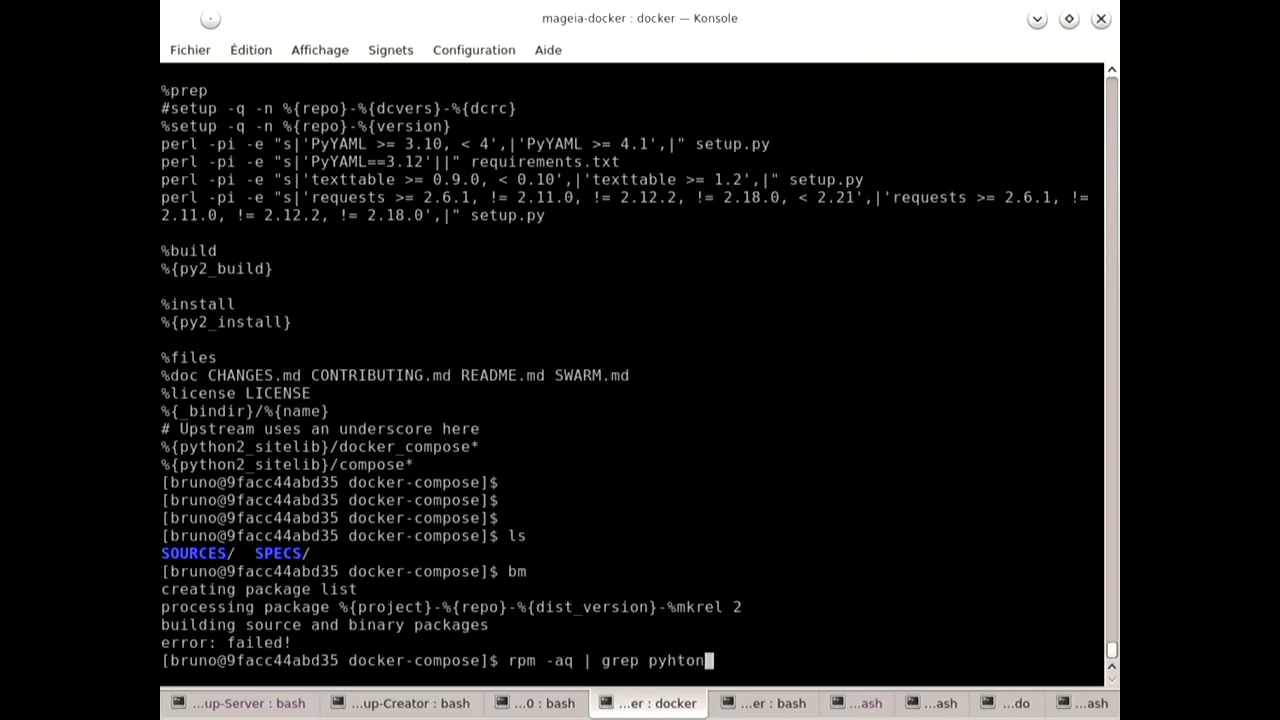 mageia-docker : docker — Konsole
Fichier Édition Affichage Signets Configuration Aide
%prep
#setup -q -n %{repo}-%{dcvers}-%{dcrc}
%setup -q -n %{repo}-%{version}
perl -pi -e "s|'PyYAML >= 3.10, < 4',|'PyYAML >= 4.1',|" setup.py
perl -pi -e "s|'PyYAML==3.12'||" requirements.txt
perl -pi -e "s|'texttable >= 0.9.0, < 0.10',|'texttable >= 1.2',|" setup.py
perl -pi -e "s|'requests >= 2.6.1, != 2.11.0, != 2.12.2, != 2.18.0, < 2.21',|'requests >= 2.6.1, !=
2.11.0, != 2.12.2, != 2.18.0',|" setup.py
%build
%{py2_build}
%install
%{py2_install}
%files
%doc CHANGES.md CONTRIBUTING.md README.md SWARM.md
%license LICENSE
%{_bindir}/%{name}
# Upstream uses an underscore here
%{python2_sitelib}/docker_compose*
%{python2_sitelib}/compose*
[bruno@9facc44abd35 docker-compose]$
[bruno@9facc44abd35 docker-compose]$
[bruno@9facc44abd35 docker-compose]$
[bruno@9facc44abd35 docker-compose]$ ls
SOURCES/ SPECS/
[bruno@9facc44abd35 docker-compose]$ bm
creating package list
processing package %{project}-%{repo}-%{dist_version}-%mkrel 2
building source and binary packages
error: failed!
[bruno@9facc44abd35 docker-compose]$ rpm -aq | grep pyhton
...up-Server : bash ...up-Creator : bash ...0 : bash ...er : docker ...er : bash ...ash ...ash ...do ...ash